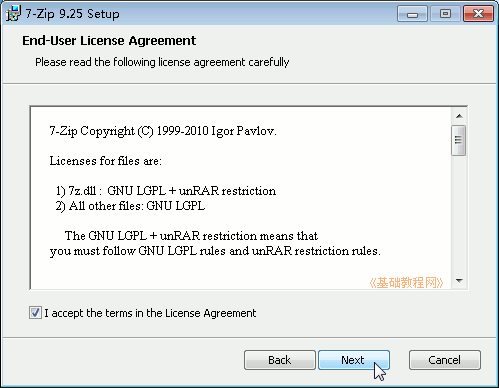 7-Zip 9.25 Setup
End-User License Agreement
Please read the following license agreement carefully
7-Zip Copyright (C) 1999-2010 Igor Pavlov.
Licenses for files are:
1) 7z.dll : GNU LGPL + unRAR restriction
2) All other files: GNU LGPL
The GNU LGPL + unRAR restriction means that
you must follow GNU LGPL rules and unRAR restriction rules.
《基础教程网》
I accept the terms in the License Agreement
Back Next Cancel